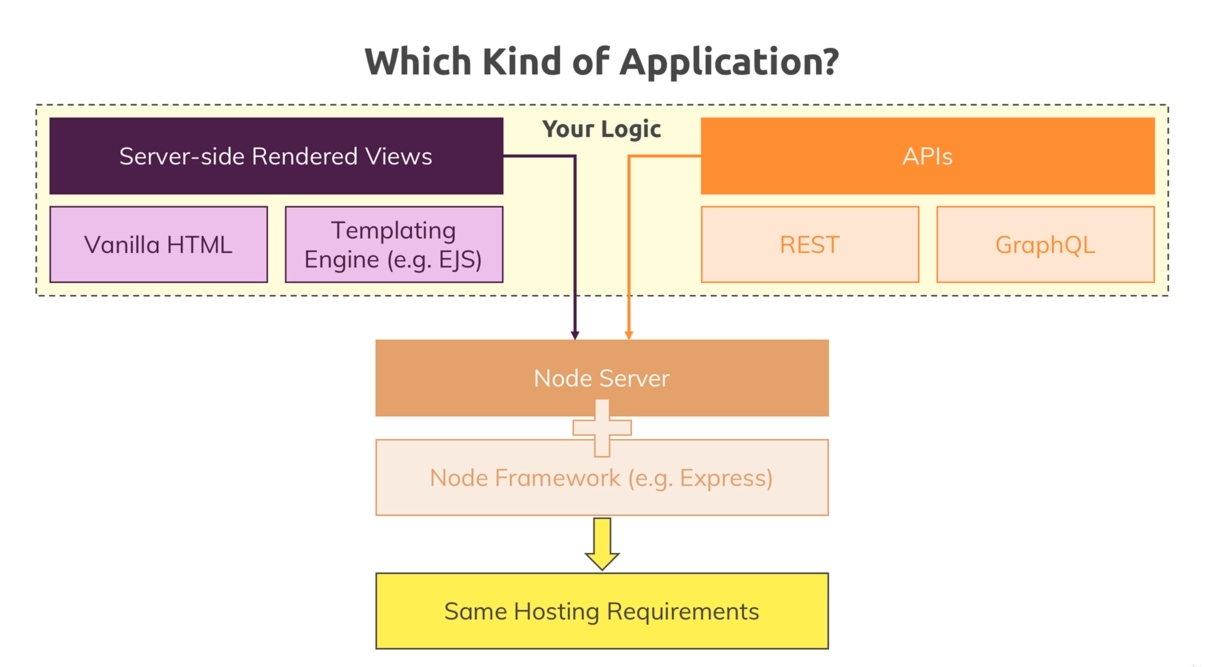 Which Kind of Application?
Your Logic
Server-side Rendered Views
APIs
Vanilla HTML
Templating
Engine (e.g. EJS)
REST
GraphQL
Node Server
Node Framework (e.g. Express)
Same Hosting Requirements